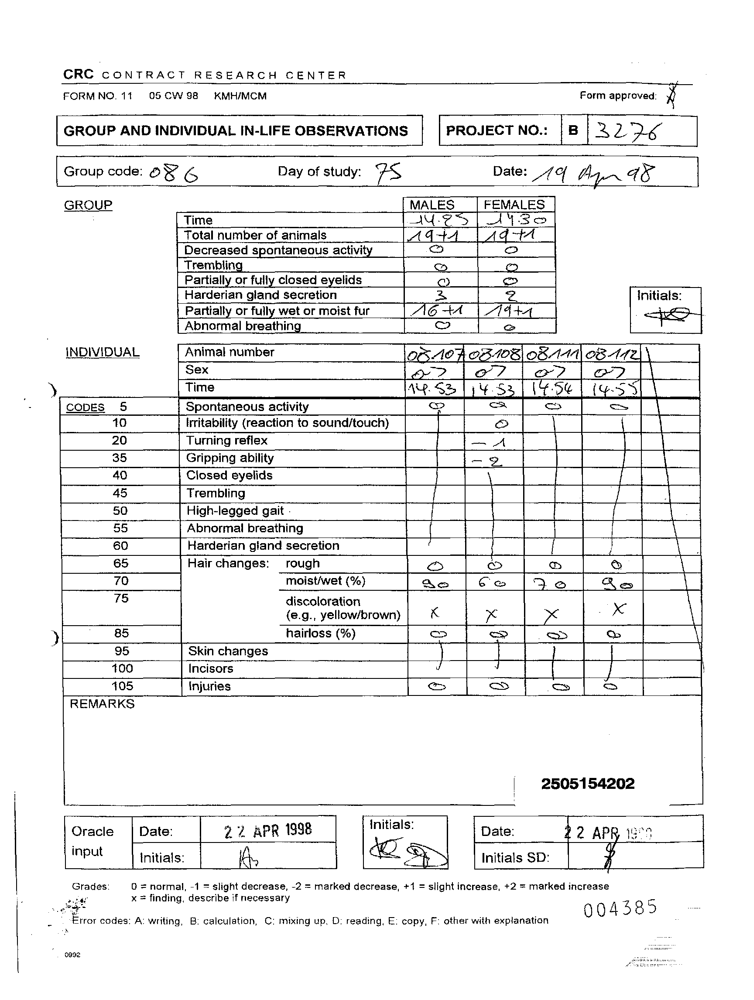 CRC CONTRACT RESEARCH CENTER
FORM NO. 11 05 CW 98 KMH/MCM Form approved:
GROUP AND INDIVIDUAL IN-LIFE OBSERVATIONS PROJECT NO.: B 3276
Group code: 086 Day of study: 75 Date: 19 Apr 98
GROUP MALES FEMALES
Time 14.25 14.30
Total number of animals 19+1 19+1
Decreased spontaneous activity 0 0
Trembling 0 0
Partially or fully closed eyelids 0 0
Harderian gland secretion 3 2 Initials:
Partially or fully wet or moist fur 16+1 19+1
Abnormal breathing 0 0
INDIVIDUAL Animal number 08107 08108 08111 08112
Sex
Time 14.53 14.53 14.54 14.55
CODES 5 Spontaneous activity 0 0 0 0
10 Irritability (reaction to sound/touch) 0
20 Turning reflex -1
35 Gripping ability -2
40 Closed eyelids
45 Trembling
50 High-legged gait
55 Abnormal breathing
60 Harderian gland secretion
65 Hair changes: rough 0 0 0 0
70 moist/wet (%) 90 60 70 90
75 discoloration
(e.g., yellow/brown) x x x x
85 hairloss (%) 0 0 0 0
95 Skin changes
100 Incisors
105 Injuries 0 0 0 0
REMARKS
2505154202
Oracle Date: 22 APR 1998 Initials: Date: 22 APR
input Initials: Initials SD:
Grades: 0 = normal, -1 = slight decrease, -2 = marked decrease, +1 = slight increase, +2 = marked increase
x = finding, describe if necessary
004385
Error codes: A: writing, B: calculation, C: mixing up, D: reading, E: copy, F: other with explanation
0992